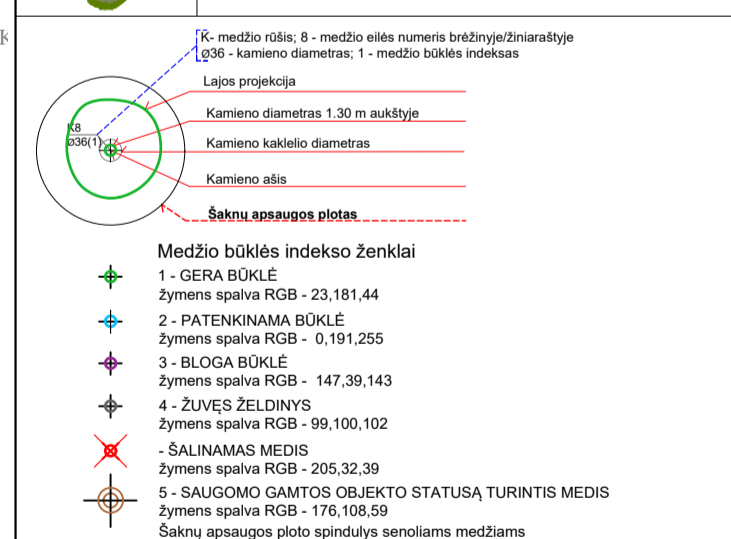 K
K- medžio rūšis; 8 - medžio eilės numeris brėžinyje/žiniaraštyje
Ø36 - kamieno diametras; 1 - medžio būklės indeksas
Lajos projekcija
Kamieno diametras 1.30 m aukštyje
K8
Ø36(1)
Kamieno kaklelio diametras
Kamieno ašis
Šaknų apsaugos plotas
Medžio būklės indekso ženklai
1 - GERA BŪKLĖ
žymens spalva RGB - 23,181,44
2 - PATENKINAMA BŪKLĖ
žymens spalva RGB - 0,191,255
3 - BLOGA BŪKLĖ
žymens spalva RGB - 147,39,143
4 - ŽUVĘS ŽELDINYS
žymens spalva RGB - 99,100,102
- ŠALINAMAS MEDIS
žymens spalva RGB - 205,32,39
5 - SAUGOMO GAMTOS OBJEKTO STATUSĄ TURINTIS MEDIS
žymens spalva RGB - 176,108,59
Šaknų apsaugos ploto spindulys senoliams medžiams